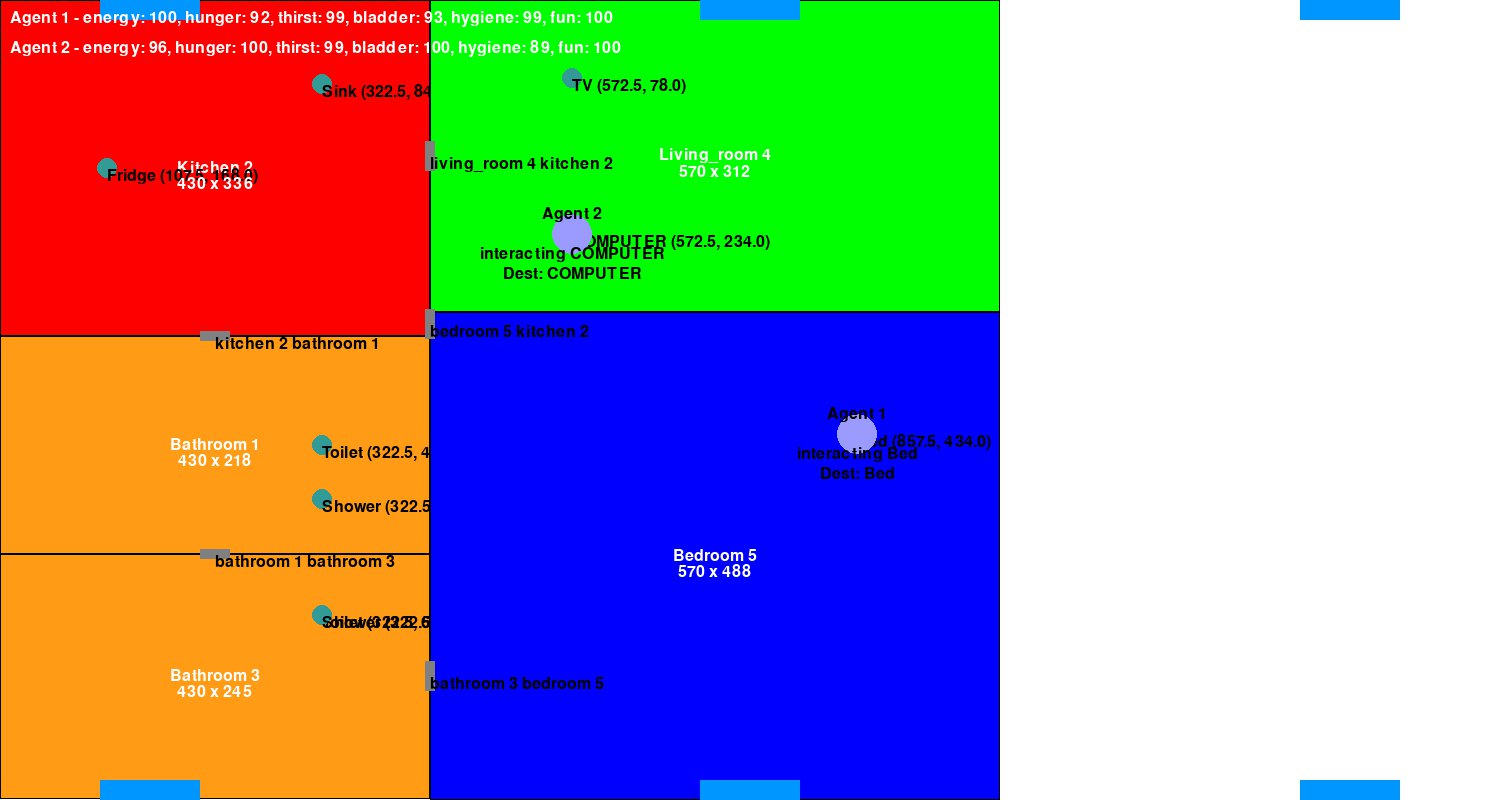 Agent 1 - energy: 100, hunger: 92, thirst: 99, bladder: 93, hygiene: 99, fun: 100
Agent 2 - energy: 96, hunger: 100, thirst: 99, bladder: 100, hygiene: 89, fun: 100
TV (572.5, 78.0)
Sink (322.5, 84
living_room 4 kitchen 2
Living_room 4
570 x 312
Kitchen 2
Fridge (107.5, 168.0)
430 x 336
Agent 2
OMPUTER (572.5, 234.0)
interacting COMPUTER
Dest: COMPUTER
bedroom 5 kitchen 2
kitchen 2 bathroom 1
Agent 1
d (857.5, 434.0)
interacting Bed
Dest: Bed
Bathroom 1
430 x 218
Toilet (322.5, 4
Shower (322.5
bathroom 1 bathroom 3
Bedroom 5
570 x 488
Bathroom 3
430 x 245
bathroom 3 bedroom 5